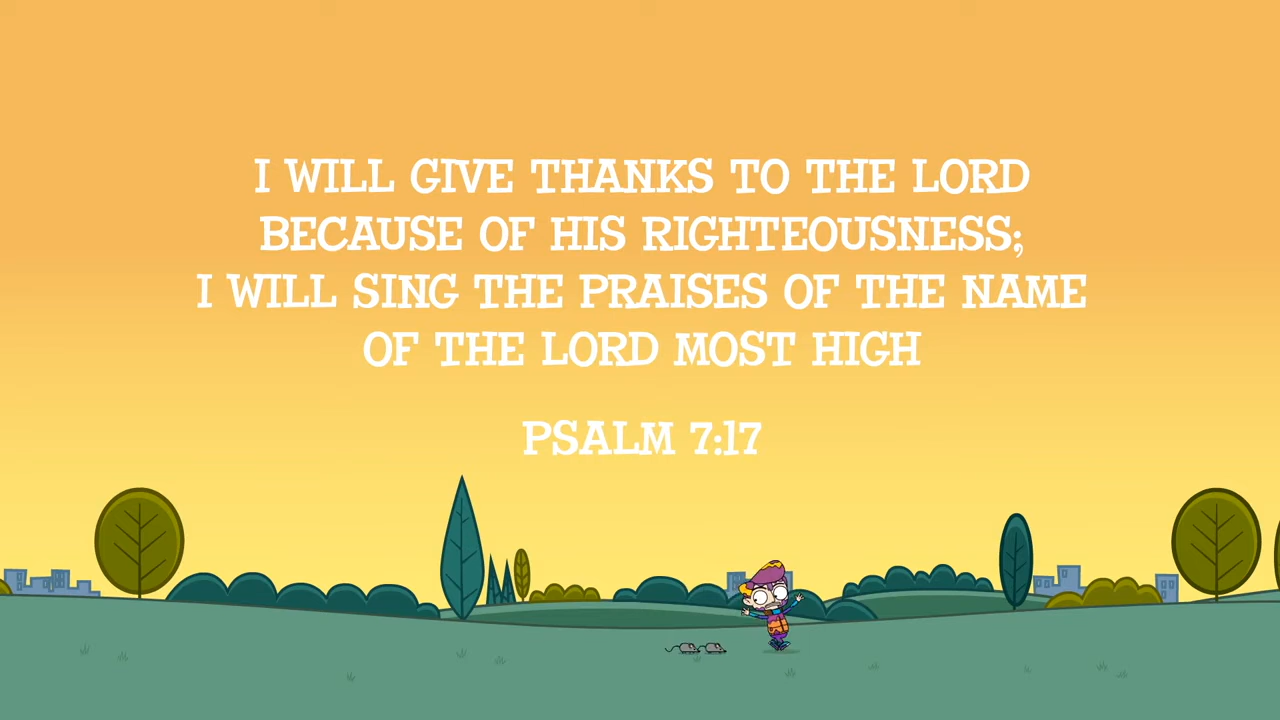 I WILL GIVE THANKS TO THE LORD
BECAUSE OF HIS RIGHTEOUSNESS;
I WILL SING THE PRAISES OF THE NAME
OF THE LORD MOST HIGH
PSALM 7:17